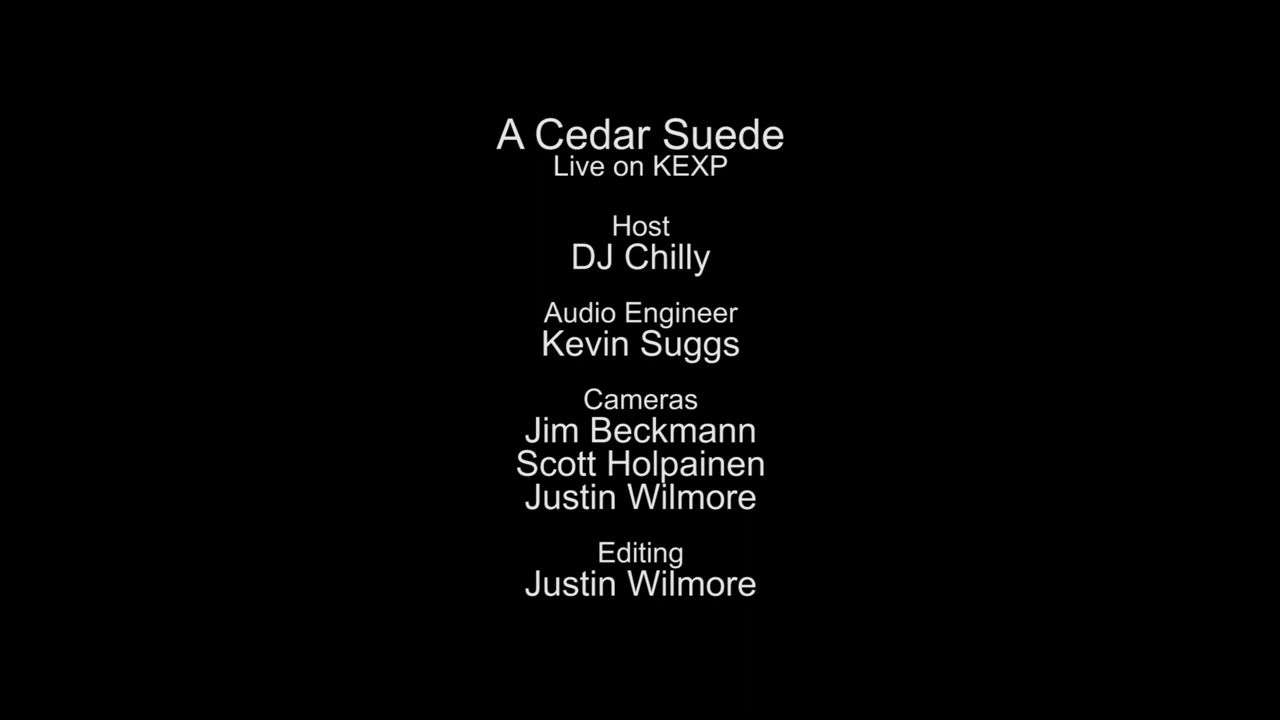 A Cedar Suede
Live on KEXP
Host
DJ Chilly
Audio Engineer
Kevin Suggs
Cameras
Jim Beckmann
Scott Holpainen
Justin Wilmore
Editing
Justin Wilmore